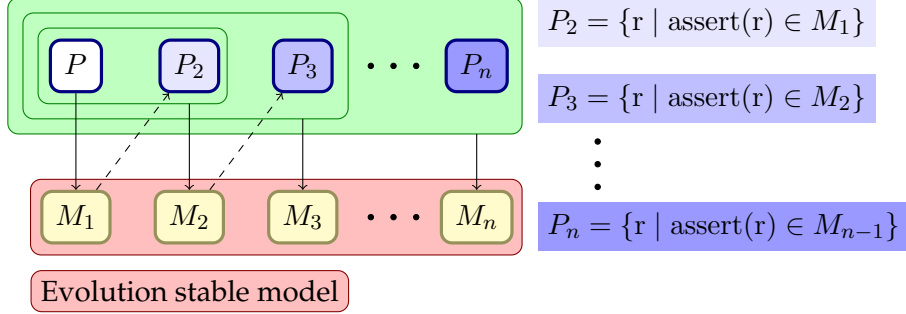 P P₂ P₃ · · · Pₙ
P₂ = {r | assert(r) ∈ M₁}
P₃ = {r | assert(r) ∈ M₂}
M₁ M₂ M₃ · · · Mₙ
Pₙ = {r | assert(r) ∈ Mₙ₋₁}
Evolution stable model